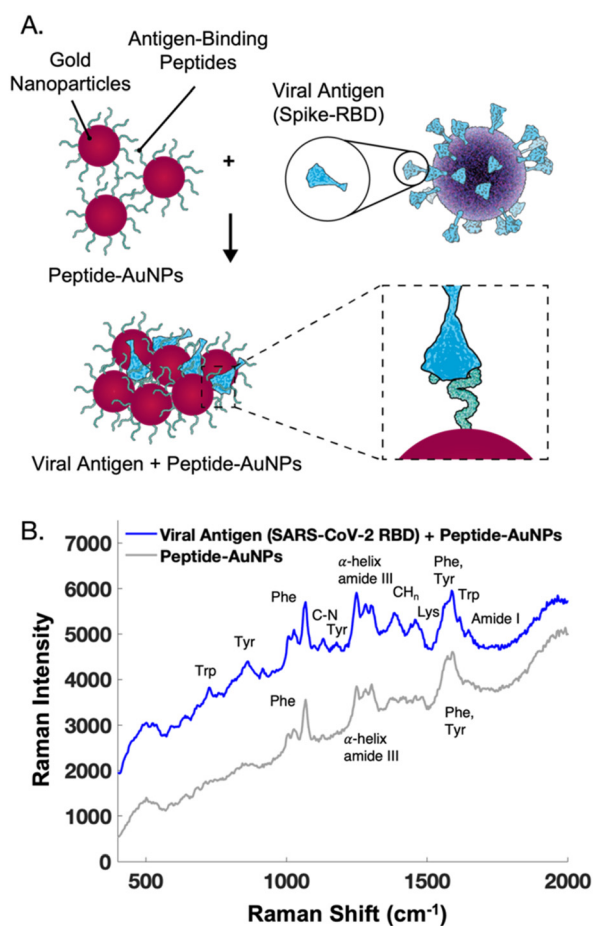 A.
Gold
Nanoparticles
Antigen-Binding
Peptides
Viral Antigen
(Spike-RBD)
+
Peptide-AuNPs
Viral Antigen + Peptide-AuNPs
B.
Viral Antigen (SARS-CoV-2 RBD) + Peptide-AuNPs
Peptide-AuNPs
7000
6000
5000
4000
3000
2000
1000
0
Raman Intensity
Trp
Tyr
Phe
C-N
Tyr
α-helix
amide III
CHn
Lys
Phe,
Tyr
Trp
Amide I
Phe
α-helix
amide III
Phe,
Tyr
500
1000
1500
2000
Raman Shift (cm-1)